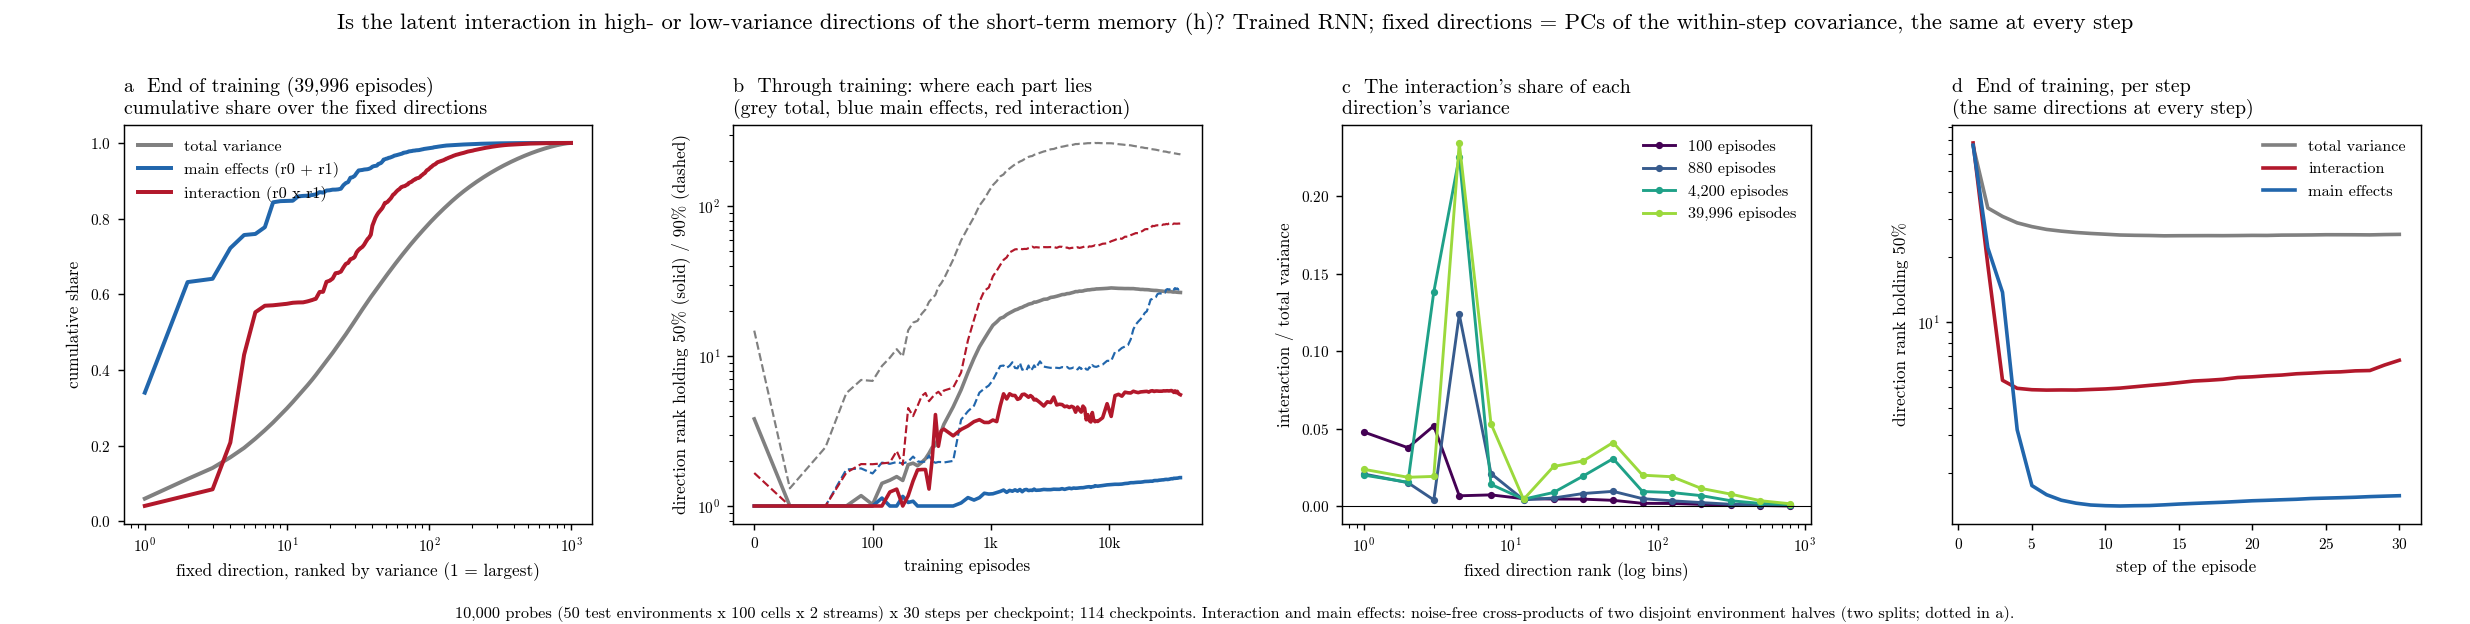 Is the latent interaction in high- or low-variance directions of the short-term memory (h)? Trained RNN; fixed directions = PCs of the within-step covariance, the same at every step
a  End of training (39,996 episodes)
cumulative share over the fixed directions
cumulative share
1.0
0.8
0.6
0.4
0.2
0.0
total variance
main effects (r0 + r1)
interaction (r0 x r1)
10^0
10^1
10^2
10^3
fixed direction, ranked by variance (1 = largest)
b  Through training: where each part lies
(grey total, blue main effects, red interaction)
direction rank holding 50% (solid) / 90% (dashed)
10^2
10^1
10^0
0
100
1k
10k
training episodes
c  The interaction's share of each
direction's variance
interaction / total variance
0.20
0.15
0.10
0.05
0.00
100 episodes
880 episodes
4,200 episodes
39,996 episodes
10^0
10^1
10^2
10^3
fixed direction rank (log bins)
d  End of training, per step
(the same directions at every step)
direction rank holding 50%
10^1
total variance
interaction
main effects
0
5
10
15
20
25
30
step of the episode
10,000 probes (50 test environments x 100 cells x 2 streams) x 30 steps per checkpoint; 114 checkpoints. Interaction and main effects: noise-free cross-products of two disjoint environment halves (two splits; dotted in a).